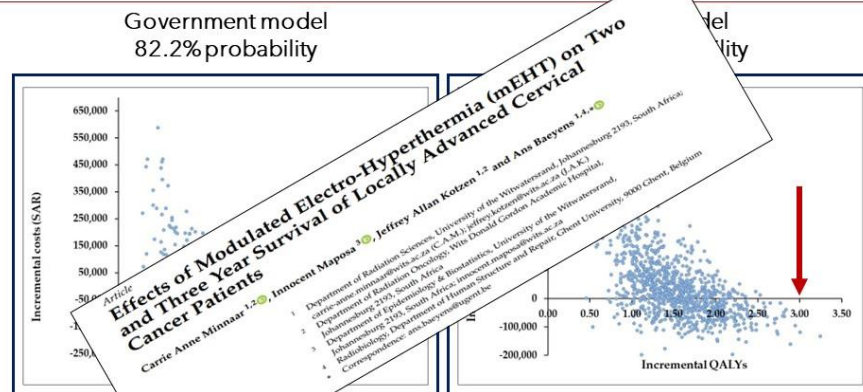 Government model
82.2% probability
del
lity
650,000
550,000
450,000
350,000
250,000
150,000
50,000
-50,0
-250,
Incremental costs (SAR)
Article
Effects of Modulated Electro-Hyperthermia (mEHT) on Two
and Three Year Survival of Locally Advanced Cervical
Cancer Patients
Carrie Anne Minnaar 1,2, Innocent Maposa 3, Jeffrey Allan Kotzen 1,2 and Ans Baeyens 1,4,*
1 Department of Radiation Sciences, University of the Witwatersrand, Johannesburg 2193, South Africa;
carrie-anne.minnaar@wits.ac.za (C.A.M.); jeffrey.kotzen@wits.ac.za (J.A.K.)
2 Department of Radiation Oncology, Wits Donald Gordon Academic Hospital,
Johannesburg 2193, South Africa
3 Department of Epidemiology & Biostatistics, University of the Witwatersrand,
Johannesburg 2193, South Africa; innocent.maposa@wits.ac.za
4 Radiobiology, Department of Human Structure and Repair, Ghent University, 9000 Ghent, Belgium
* Correspondence: ans.baeyens@ugent.be
0
-100,000
-200,000
0.00 0.50 1.00 1.50 2.00 2.50 3.00 3.50
Incremental QALYs